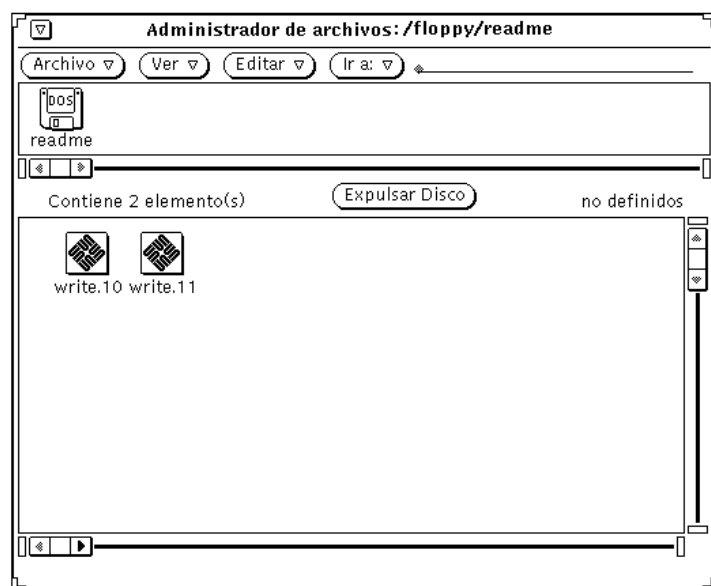 Administrador de archivos: /floppy/readme
Archivo Ver Editar Ir a:
DOS
readme
Contiene 2 elemento(s) Expulsar Disco no definidos
write.10 write.11